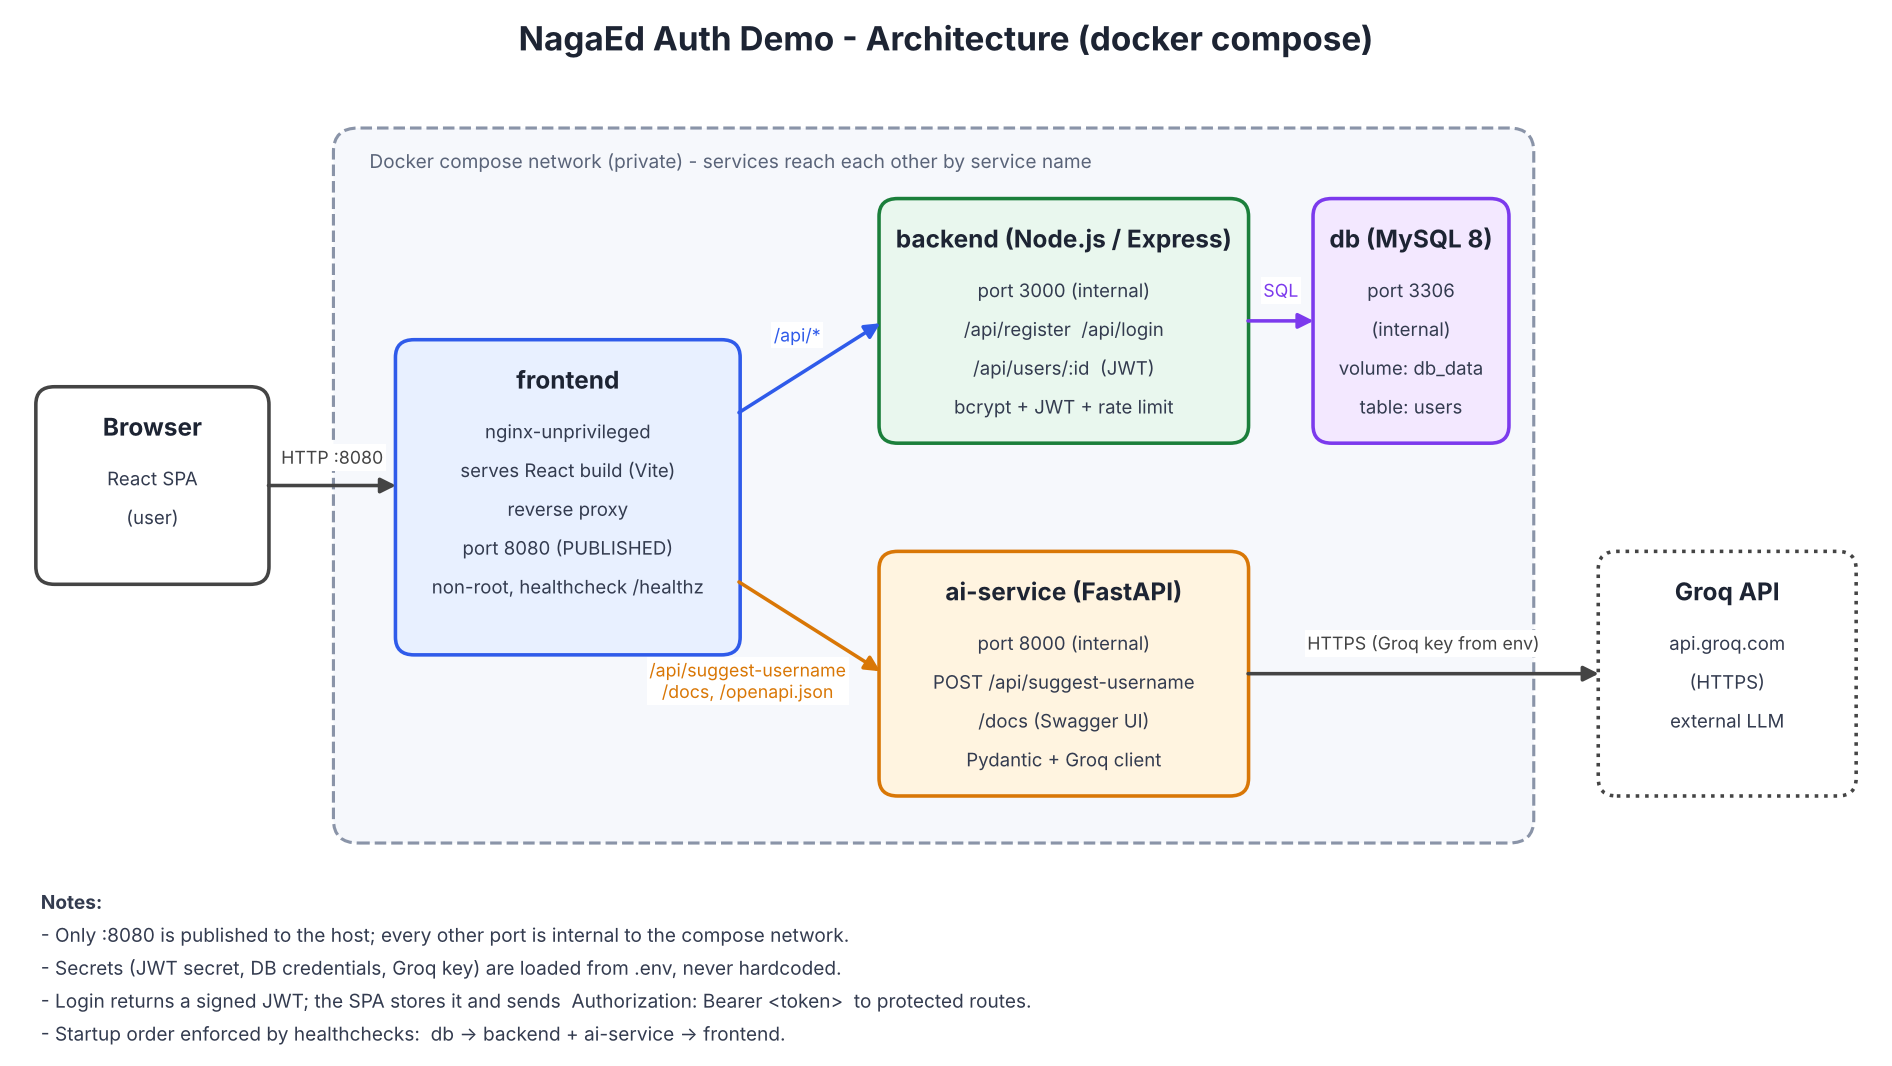 NagaEd Auth Demo - Architecture (docker compose)
Docker compose network (private) - services reach each other by service name
Browser
React SPA
(user)
HTTP :8080
frontend
nginx-unprivileged
serves React build (Vite)
reverse proxy
port 8080 (PUBLISHED)
non-root, healthcheck /healthz
/api/*
backend (Node.js / Express)
port 3000 (internal)
/api/register  /api/login
/api/users/:id  (JWT)
bcrypt + JWT + rate limit
SQL
db (MySQL 8)
port 3306
(internal)
volume: db_data
table: users
/api/suggest-username
/docs, /openapi.json
ai-service (FastAPI)
port 8000 (internal)
POST /api/suggest-username
/docs (Swagger UI)
Pydantic + Groq client
HTTPS (Groq key from env)
Groq API
api.groq.com
(HTTPS)
external LLM
Notes:
- Only :8080 is published to the host; every other port is internal to the compose network.
- Secrets (JWT secret, DB credentials, Groq key) are loaded from .env, never hardcoded.
- Login returns a signed JWT; the SPA stores it and sends  Authorization: Bearer <token>  to protected routes.
- Startup order enforced by healthchecks:  db → backend + ai-service → frontend.